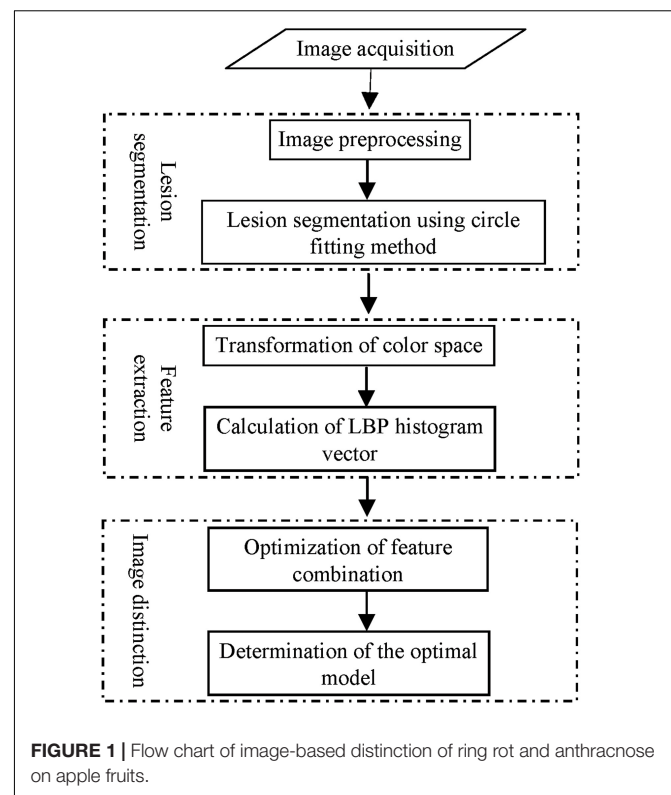 Image acquisition
Lesion
segmentation
Image preprocessing
Lesion segmentation using circle
fitting method
Feature
extraction
Transformation of color space
Calculation of LBP histogram
vector
Image distinction
Optimization of feature
combination
Determination of the optimal
model
FIGURE 1 | Flow chart of image-based distinction of ring rot and anthracnose
on apple fruits.